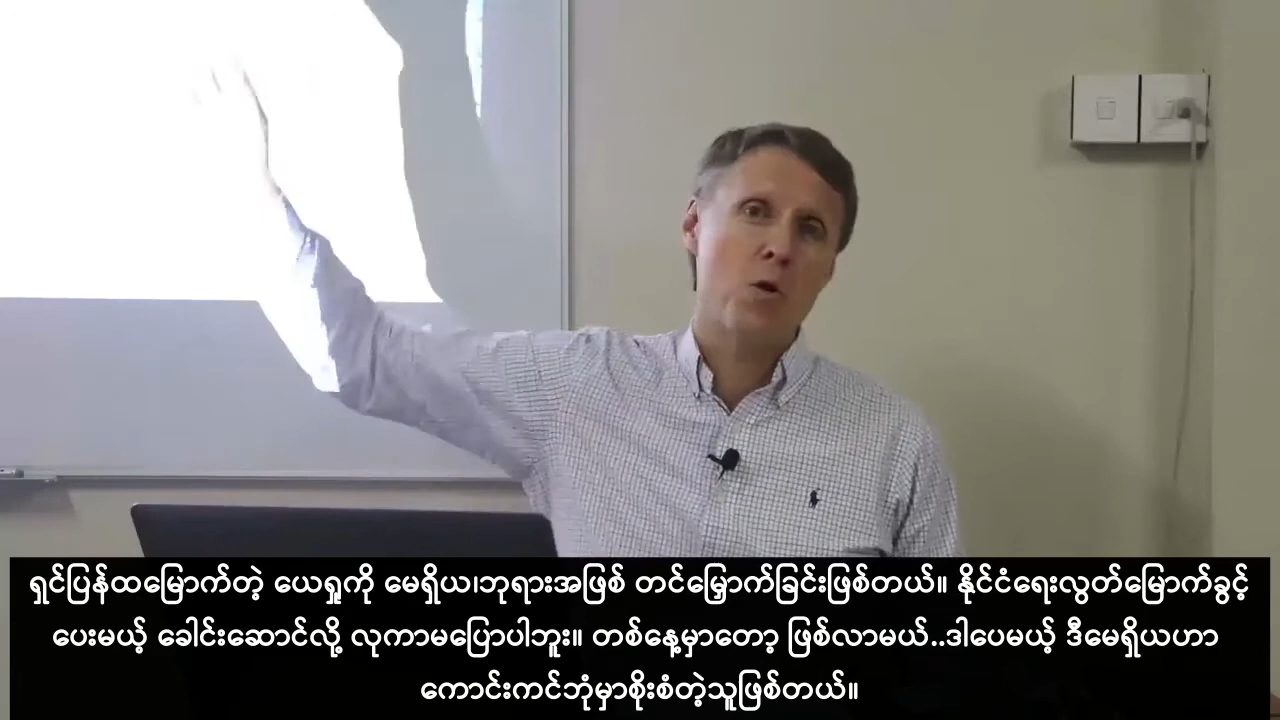 ရှင်ပြန်ထမြောက်တဲ့ ယေရှုကို မေရှိယ၊ဘုရားအဖြစ် တင်မြှောက်ခြင်းဖြစ်တယ်။ နိုင်ငံရေးလွတ်မြောက်ခွင့်
ပေးမယ့် ခေါင်းဆောင်လို့ လုကာမပြောပါဘူး။ တစ်နေ့မှာတော့ ဖြစ်လာမယ်..ဒါပေမယ့် ဒီမေရှိယဟာ
ကောင်းကင်ဘုံမှာစိုးစံတဲ့သူဖြစ်တယ်။